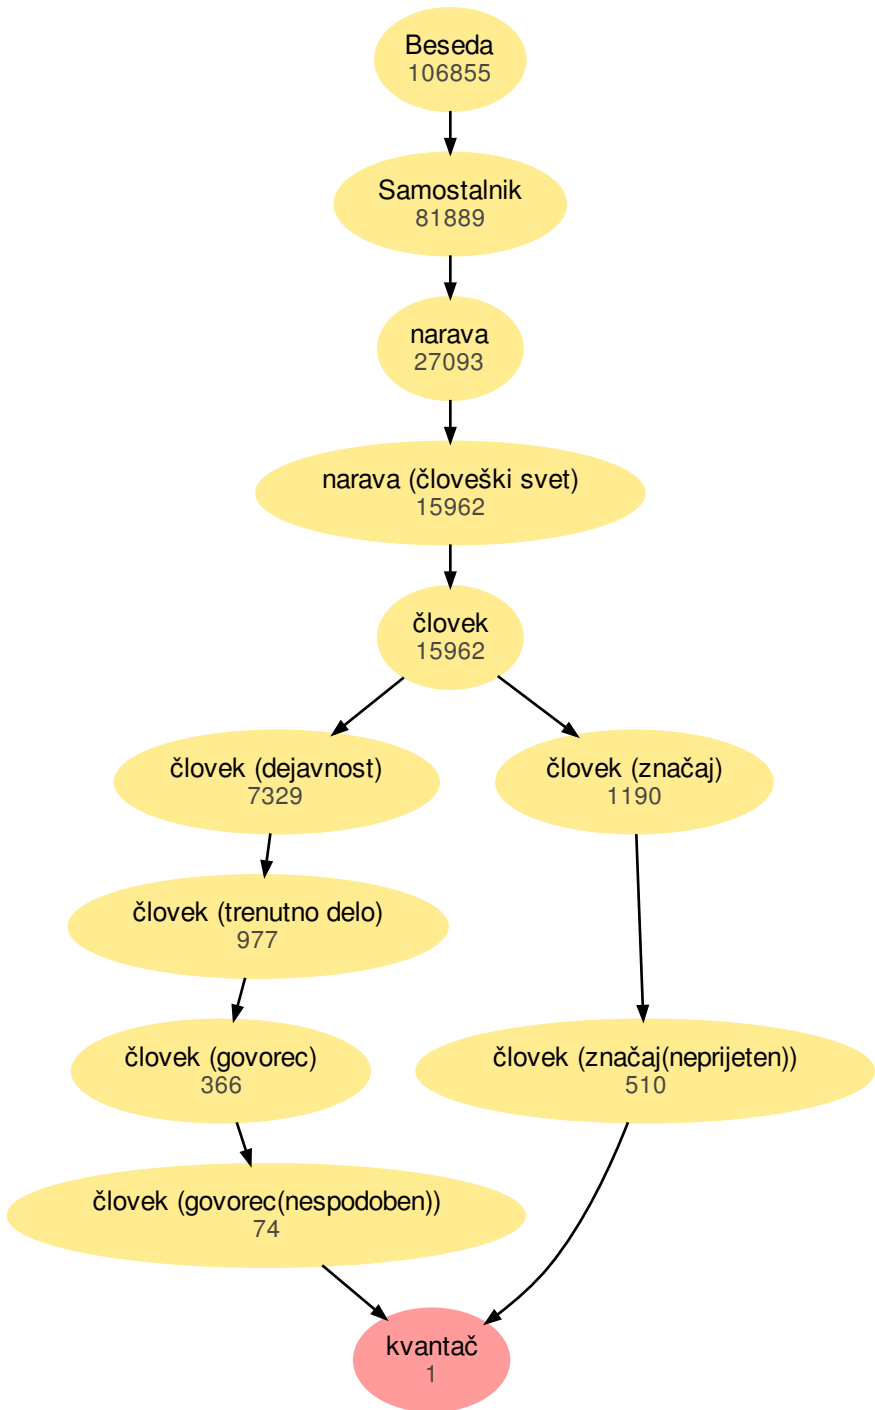 Beseda
106855
Samostalnik
81889
narava
27093
narava (človeški svet)
15962
človek
15962
človek (dejavnost)
7329
človek (značaj)
1190
človek (trenutno delo)
977
človek (govorec)
366
človek (značaj(neprijeten))
510
človek (govorec(nespodoben))
74
kvantač
1